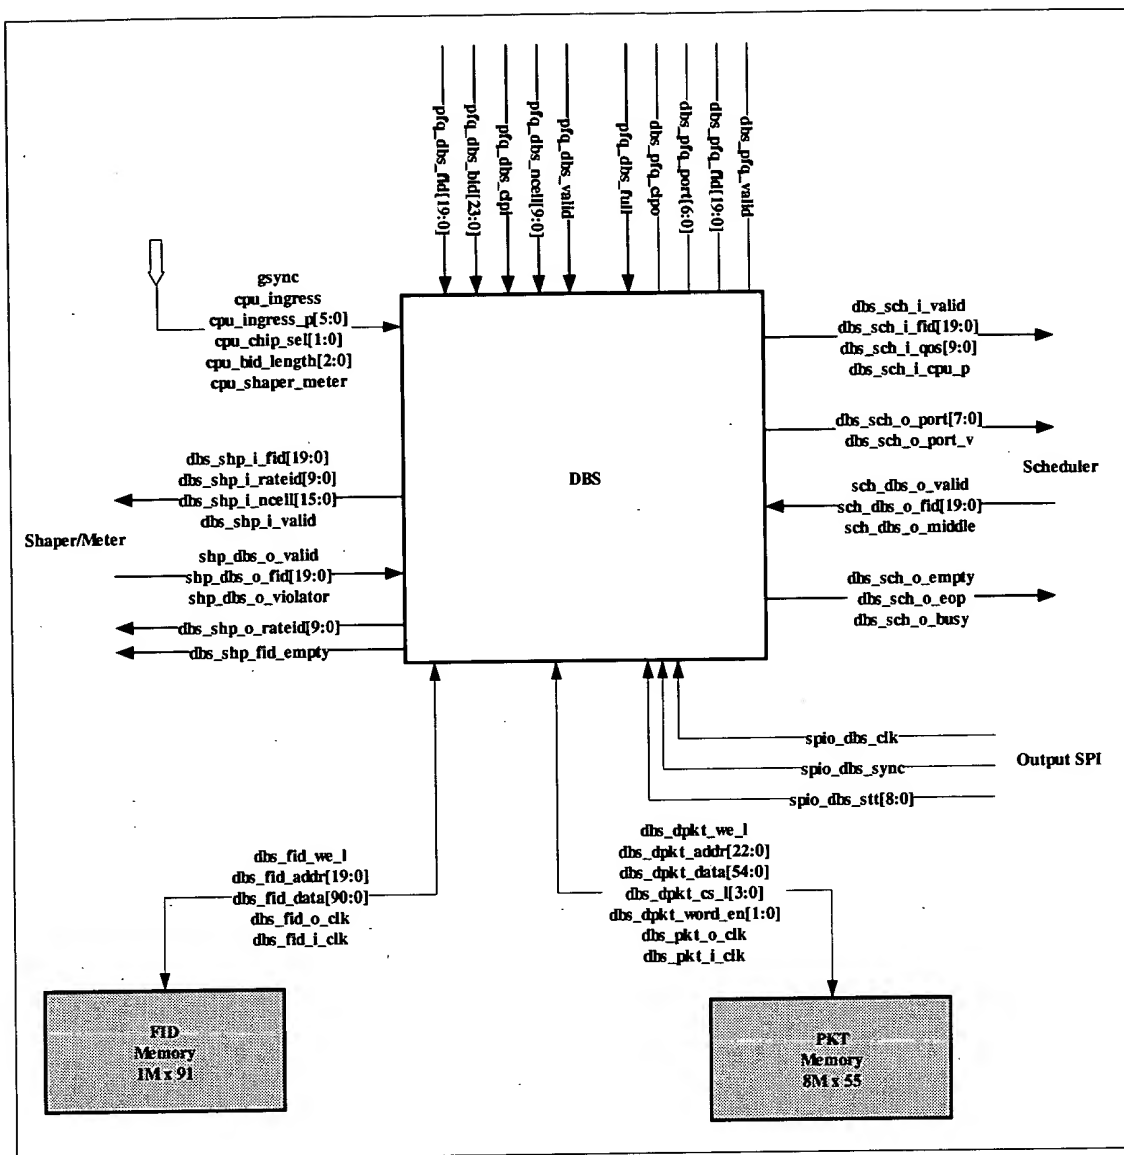 pfq_dbs_fid[19:0]
pfq_dbs_bid[23:0]
pfq_dbs_clpi
pfq_dbs_ncell[9:0]
pfq_dbs_valid
pfq_dbs_full
dbs_pfq_clpo
dbs_pfq_port[6:0]
dbs_pfq_fid[19:0]
dbs_pfq_valid
gsync
cpu_ingress
cpu_ingress_p[5:0]
cpu_chip_sel[1:0]
cpu_bid_length[2:0]
cpu_shaper_meter
dbs_sch_i_valid
dbs_sch_i_fid[19:0]
dbs_sch_i_qos[9:0]
dbs_sch_i_cpu_p
dbs_sch_o_port[7:0]
dbs_sch_o_port_v
Scheduler
sch_dbs_o_valid
sch_dbs_o_fid[19:0]
sch_dbs_o_middle
dbs_sch_o_empty
dbs_sch_o_eop
dbs_sch_o_busy
DBS
dbs_shp_i_fid[19:0]
dbs_shp_i_rateid[9:0]
dbs_shp_i_ncell[15:0]
dbs_shp_i_valid
Shaper/Meter
shp_dbs_o_valid
shp_dbs_o_fid[19:0]
shp_dbs_o_violator
dbs_shp_o_rateid[9:0]
dbs_shp_fid_empty
spio_dbs_clk
spio_dbs_sync
spio_dbs_stt[8:0]
Output SPI
dbs_fid_we_l
dbs_fid_addr[19:0]
dbs_fid_data[90:0]
dbs_fid_o_clk
dbs_fid_i_clk
dbs_dpkt_we_l
dbs_dpkt_addr[22:0]
dbs_dpkt_data[54:0]
dbs_dpkt_cs_l[3:0]
dbs_dpkt_word_en[1:0]
dbs_pkt_o_clk
dbs_pkt_i_clk
FID
Memory
1M x 91
PKT
Memory
8M x 55